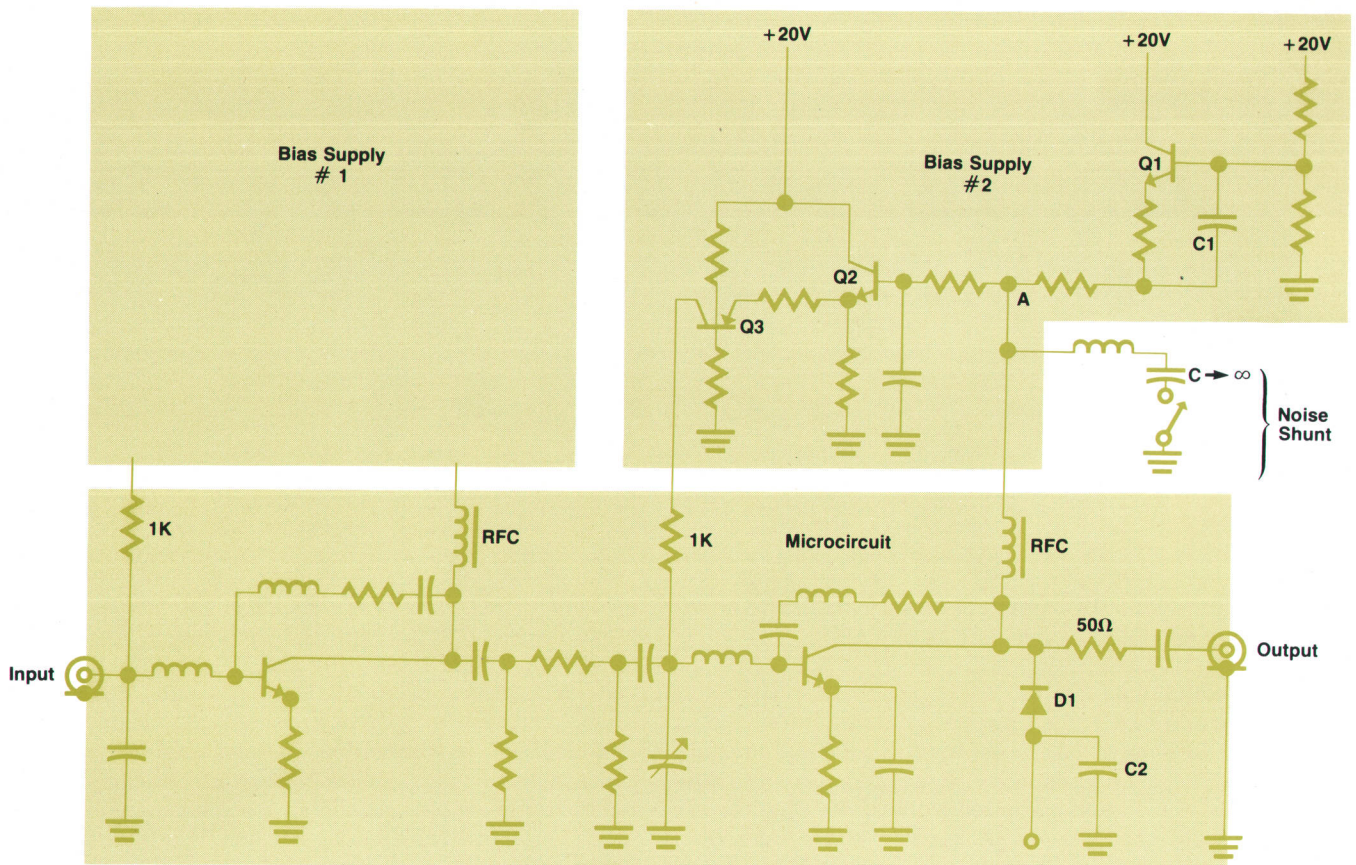 +20V
+20V
+20V
Bias Supply
# 1
Bias Supply
#2
Q1
C1
Q2
Q3
A
C → ∞
Noise
Shunt
1K
RFC
1K
Microcircuit
RFC
50Ω
Input
Output
D1
C2